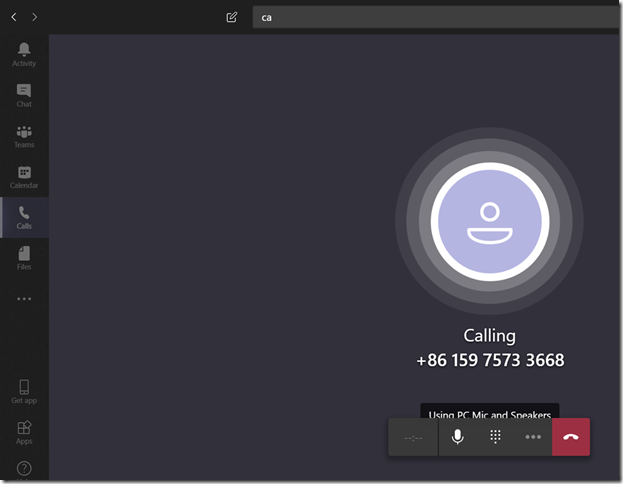 ca
Activity
Chat
Teams
Calendar
Calls
Files
Get app
Apps
Calling
+86 159 7573 3668
Using PC Mic and Speakers
--:--